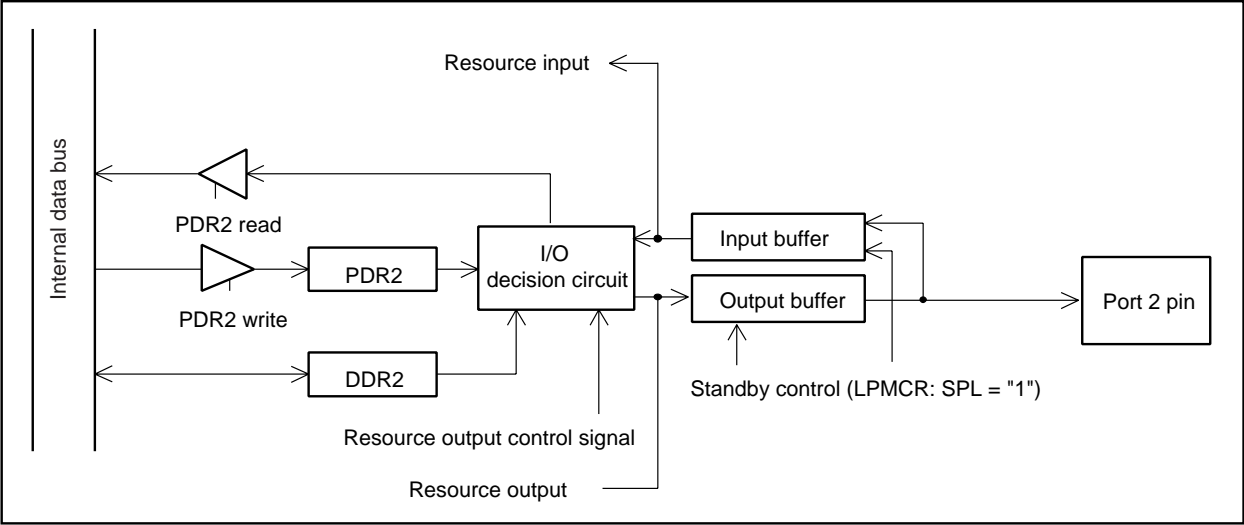 Resource input
Internal data bus
PDR2 read
I/O
decision circuit
Input buffer
PDR2
Output buffer
Port 2 pin
PDR2 write
DDR2
Standby control (LPMCR: SPL = "1")
Resource output control signal
Resource output